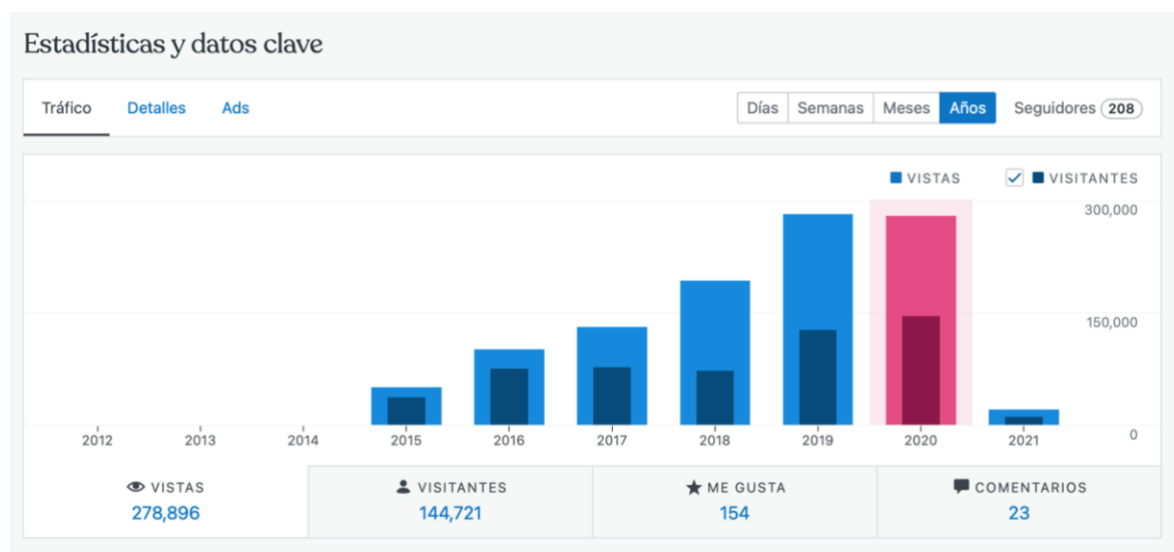 Estadísticas y datos clave
Tráfico Detalles Ads Días Semanas Meses Años Seguidores 208
VISTAS VISITANTES
300,000
150,000
0
2012 2013 2014 2015 2016 2017 2018 2019 2020 2021
VISTAS VISITANTES ME GUSTA COMENTARIOS
278,896 144,721 154 23